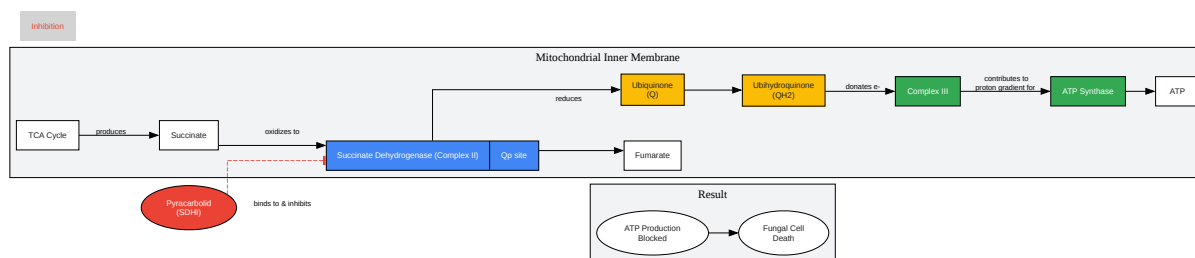 Inhibition
Mitochondrial Inner Membrane
Ubiquinone
(Q)
Ubihydroquinone
(QH2)
reduces
donates e-
Complex III
contributes to
proton gradient for
ATP Synthase
ATP
TCA Cycle
produces
Succinate
oxidizes to
Succinate Dehydrogenase (Complex II)
Qp site
Fumarate
Pyracarbolid
(SDHI)
binds to & inhibits
Result
ATP Production
Blocked
Fungal Cell
Death